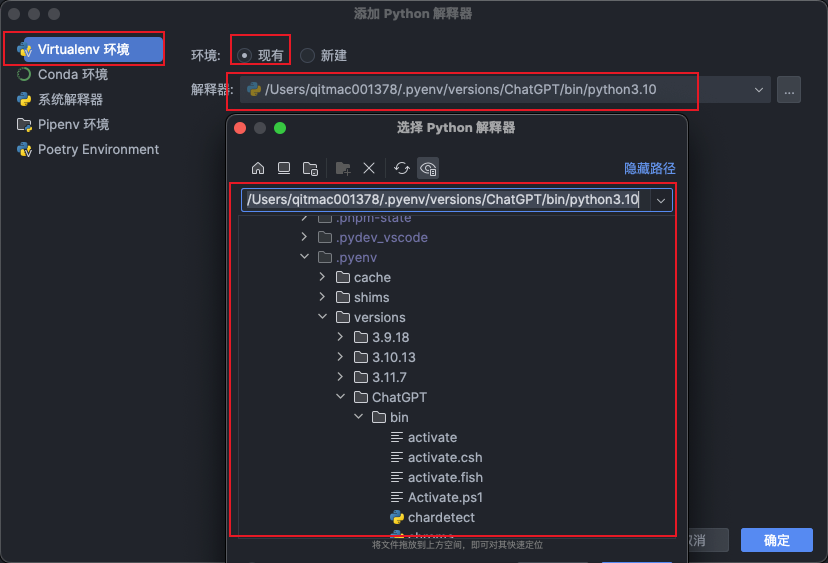 添加 Python 解释器
Virtualenv 环境
Conda 环境
系统解释器
Pipenv 环境
Poetry Environment
环境: 现有 新建
解释器: /Users/qitmac001378/.pyenv/versions/ChatGPT/bin/python3.10 ...
选择 Python 解释器
隐藏路径
/Users/qitmac001378/.pyenv/versions/ChatGPT/bin/python3.10
.pnpm-state
.pydev_vscode
.pyenv
cache
shims
versions
3.9.18
3.10.13
3.11.7
ChatGPT
bin
activate
activate.csh
activate.fish
Activate.ps1
chardetect
将文件拖放到上方空间，即可对其快速定位
消 确定